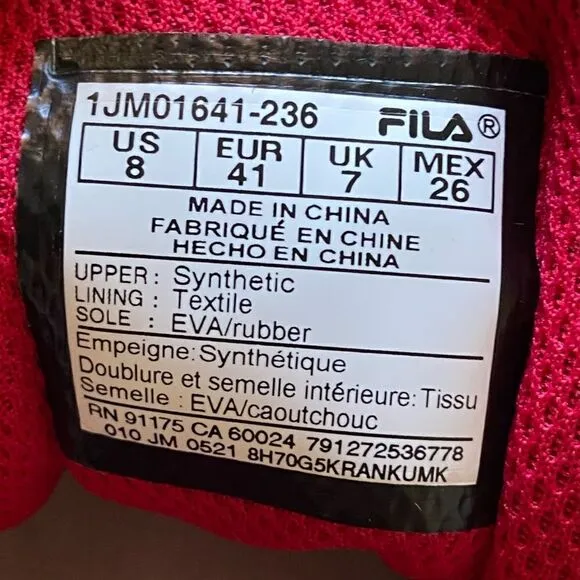 1JM01641-236 FILA®
US EUR UK MEX
8 41 7 26
MADE IN CHINA
FABRIQUÉ EN CHINE
HECHO EN CHINA
UPPER : Synthetic
LINING : Textile
SOLE : EVA/rubber
Empeigne:Synthétique
Doublure et semelle intérieure:Tissu
Semelle : EVA/caoutchouc
RN 91175 CA 60024 791272536778
010 JM 0521 8H70G5KRANKUMK